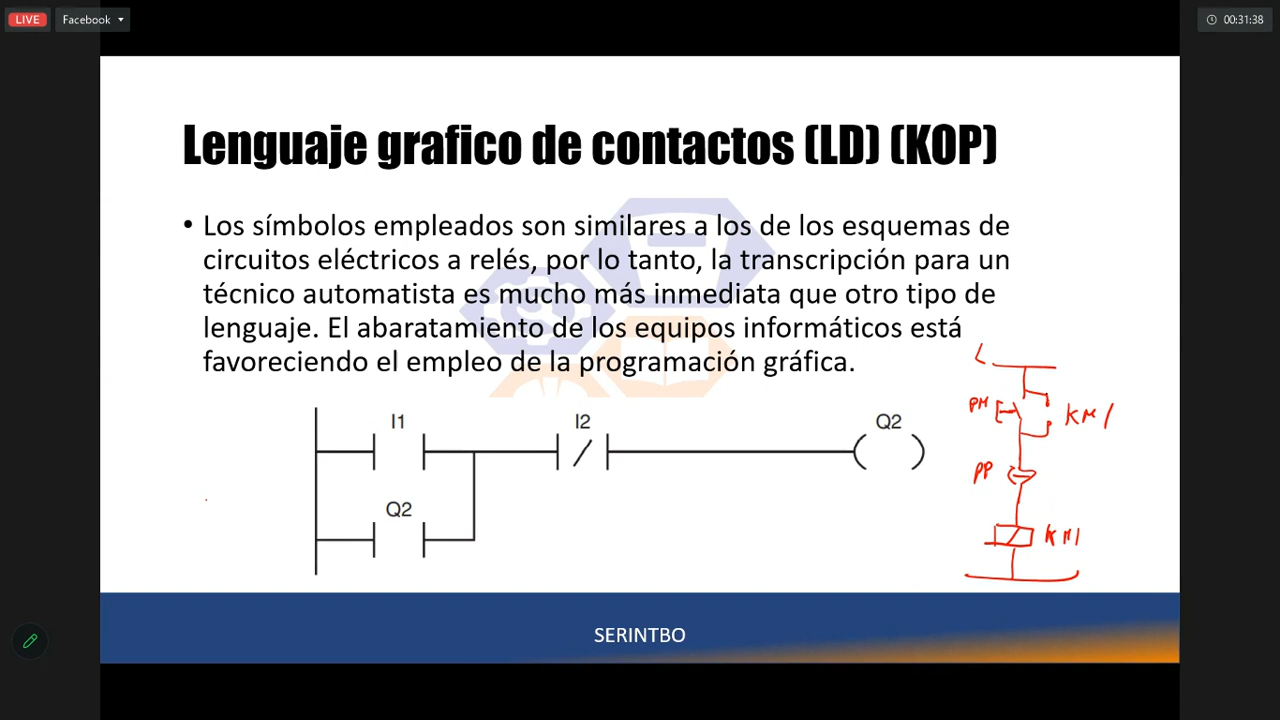 LIVE
Facebook
00:31:38
Lenguaje grafico de contactos (LD) (KOP)
• Los símbolos empleados son similares a los de los esquemas de
circuitos eléctricos a relés, por lo tanto, la transcripción para un
técnico automatista es mucho más inmediata que otro tipo de
lenguaje. El abaratamiento de los equipos informáticos está
favoreciendo el empleo de la programación gráfica.
L
I1
I2
Q2
PM
KM1
Q2
PP
KM1
SERINTBO